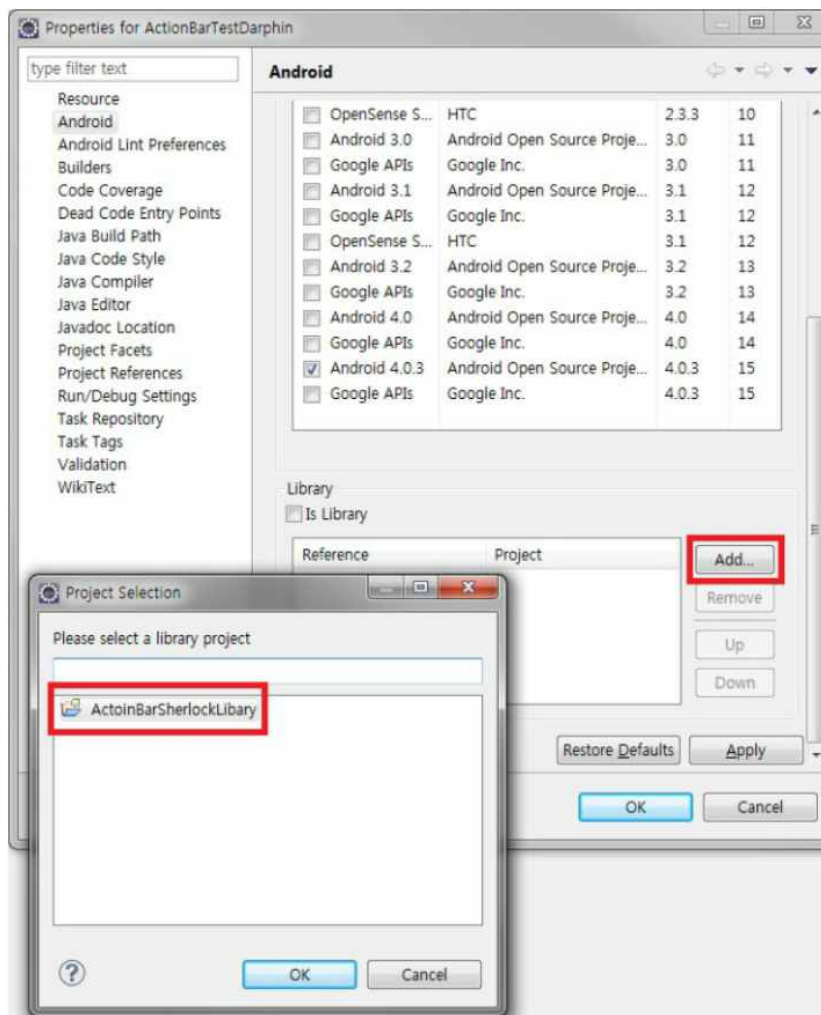 Properties for ActionBarTestDarphin
type filter text
Resource
Android
Android Lint Preferences
Builders
Code Coverage
Dead Code Entry Points
Java Build Path
Java Code Style
Java Compiler
Java Editor
Javadoc Location
Project Facets
Project References
Run/Debug Settings
Task Repository
Task Tags
Validation
WikiText
Android
OpenSense S... HTC 2.3.3 10
Android 3.0 Android Open Source Proje... 3.0 11
Google APIs Google Inc. 3.0 11
Android 3.1 Android Open Source Proje... 3.1 12
Google APIs Google Inc. 3.1 12
OpenSense S... HTC 3.1 12
Android 3.2 Android Open Source Proje... 3.2 13
Google APIs Google Inc. 3.2 13
Android 4.0 Android Open Source Proje... 4.0 14
Google APIs Google Inc. 4.0 14
Android 4.0.3 Android Open Source Proje... 4.0.3 15
Google APIs Google Inc. 4.0.3 15
Library
Is Library
Reference Project
Add...
Remove
Up
Down
Restore Defaults Apply
OK Cancel
Project Selection
Please select a library project
ActoinBarSherlockLibary
OK Cancel